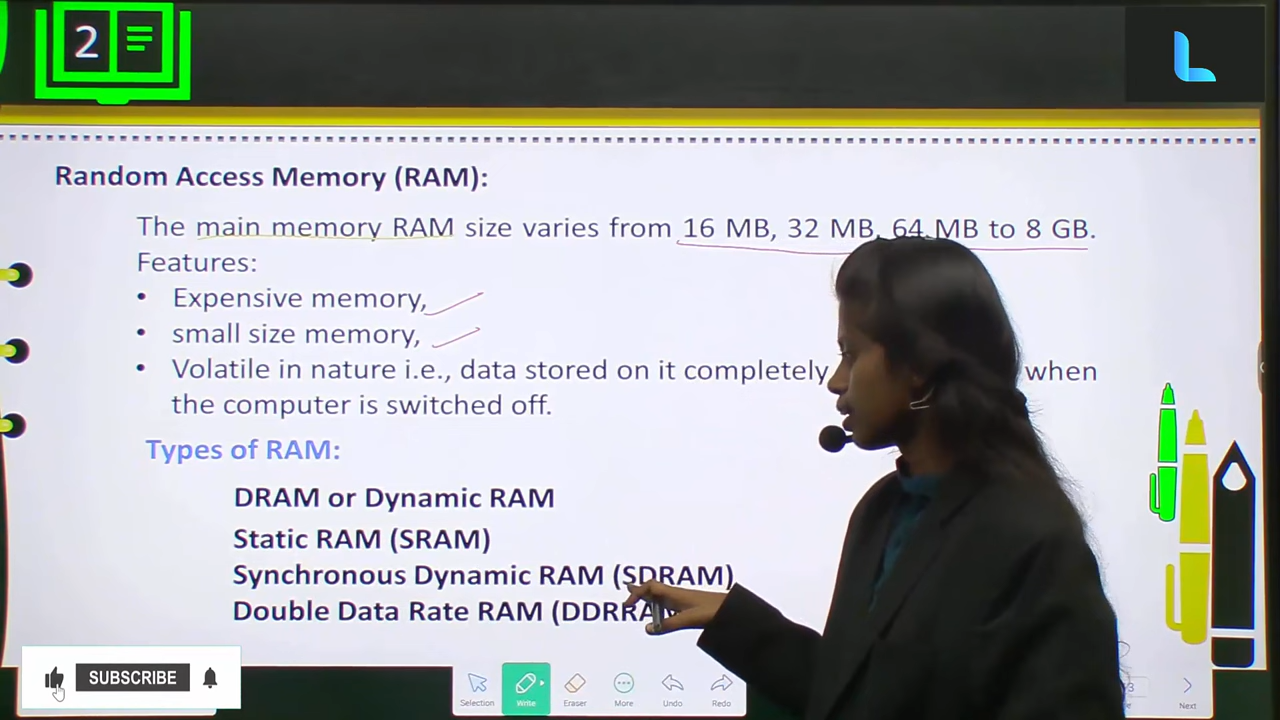 2
L
Random Access Memory (RAM):
The main memory RAM size varies from 16 MB, 32 MB, 64 MB to 8 GB.
Features:
• Expensive memory,
• small size memory,
• Volatile in nature i.e., data stored on it completely when
the computer is switched off.
Types of RAM:
DRAM or Dynamic RAM
Static RAM (SRAM)
Synchronous Dynamic RAM (SDRAM)
Double Data Rate RAM (DDRRAM
SUBSCRIBE
Selection Write Eraser More Undo Redo Next